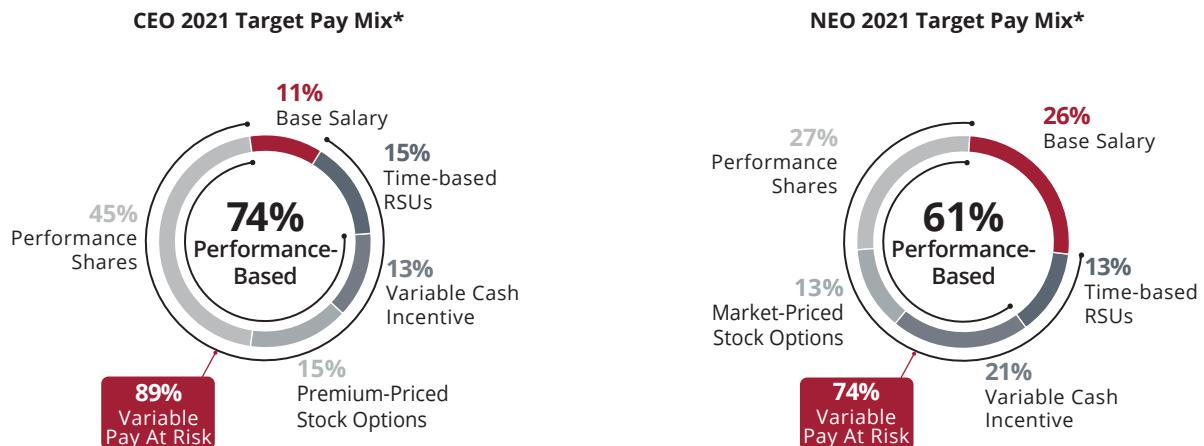 CEO 2021 Target Pay Mix*
11%
Base Salary
15%
Time-based
RSUs
45%
Performance
Shares
74%
Performance-
Based
13%
Variable Cash
Incentive
15%
Premium-Priced
Stock Options
89%
Variable
Pay At Risk
NEO 2021 Target Pay Mix*
26%
Base Salary
27%
Performance
Shares
61%
Performance-
Based
13%
Time-based
RSUs
13%
Market-Priced
Stock Options
21%
Variable Cash
Incentive
74%
Variable
Pay At Risk